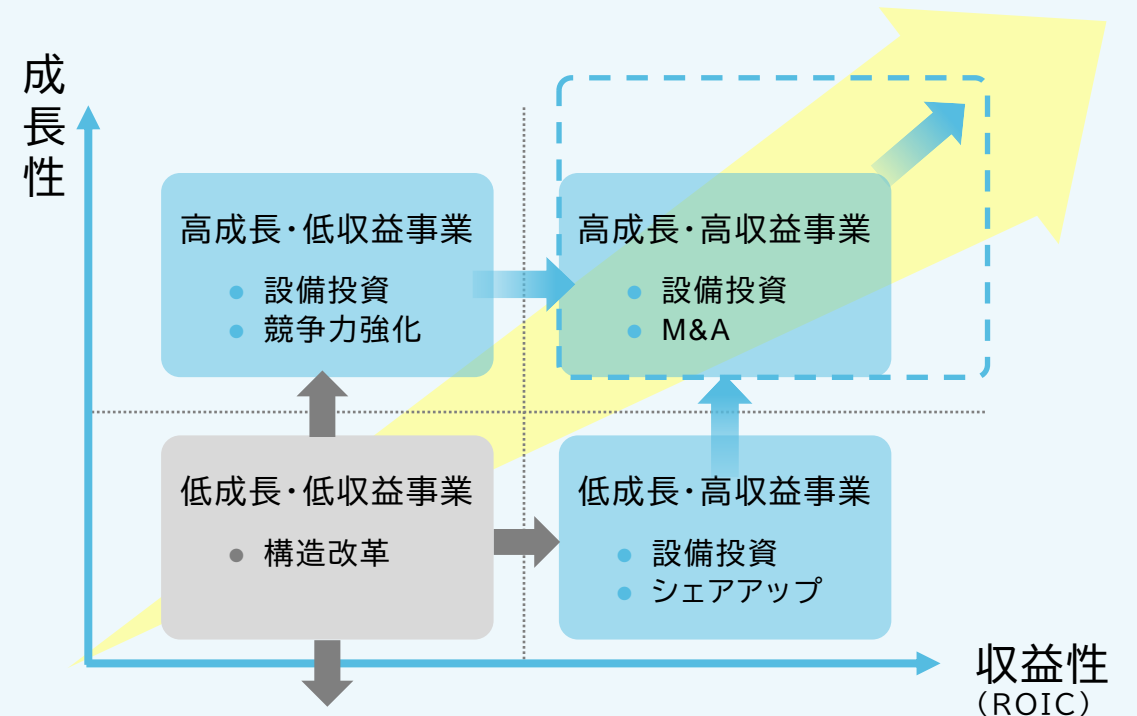 成長性
高成長・低収益事業
● 設備投資
● 競争力強化
高成長・高収益事業
● 設備投資
● M&A
低成長・低収益事業
● 構造改革
低成長・高収益事業
● 設備投資
● シェアアップ
収益性
(ROIC)